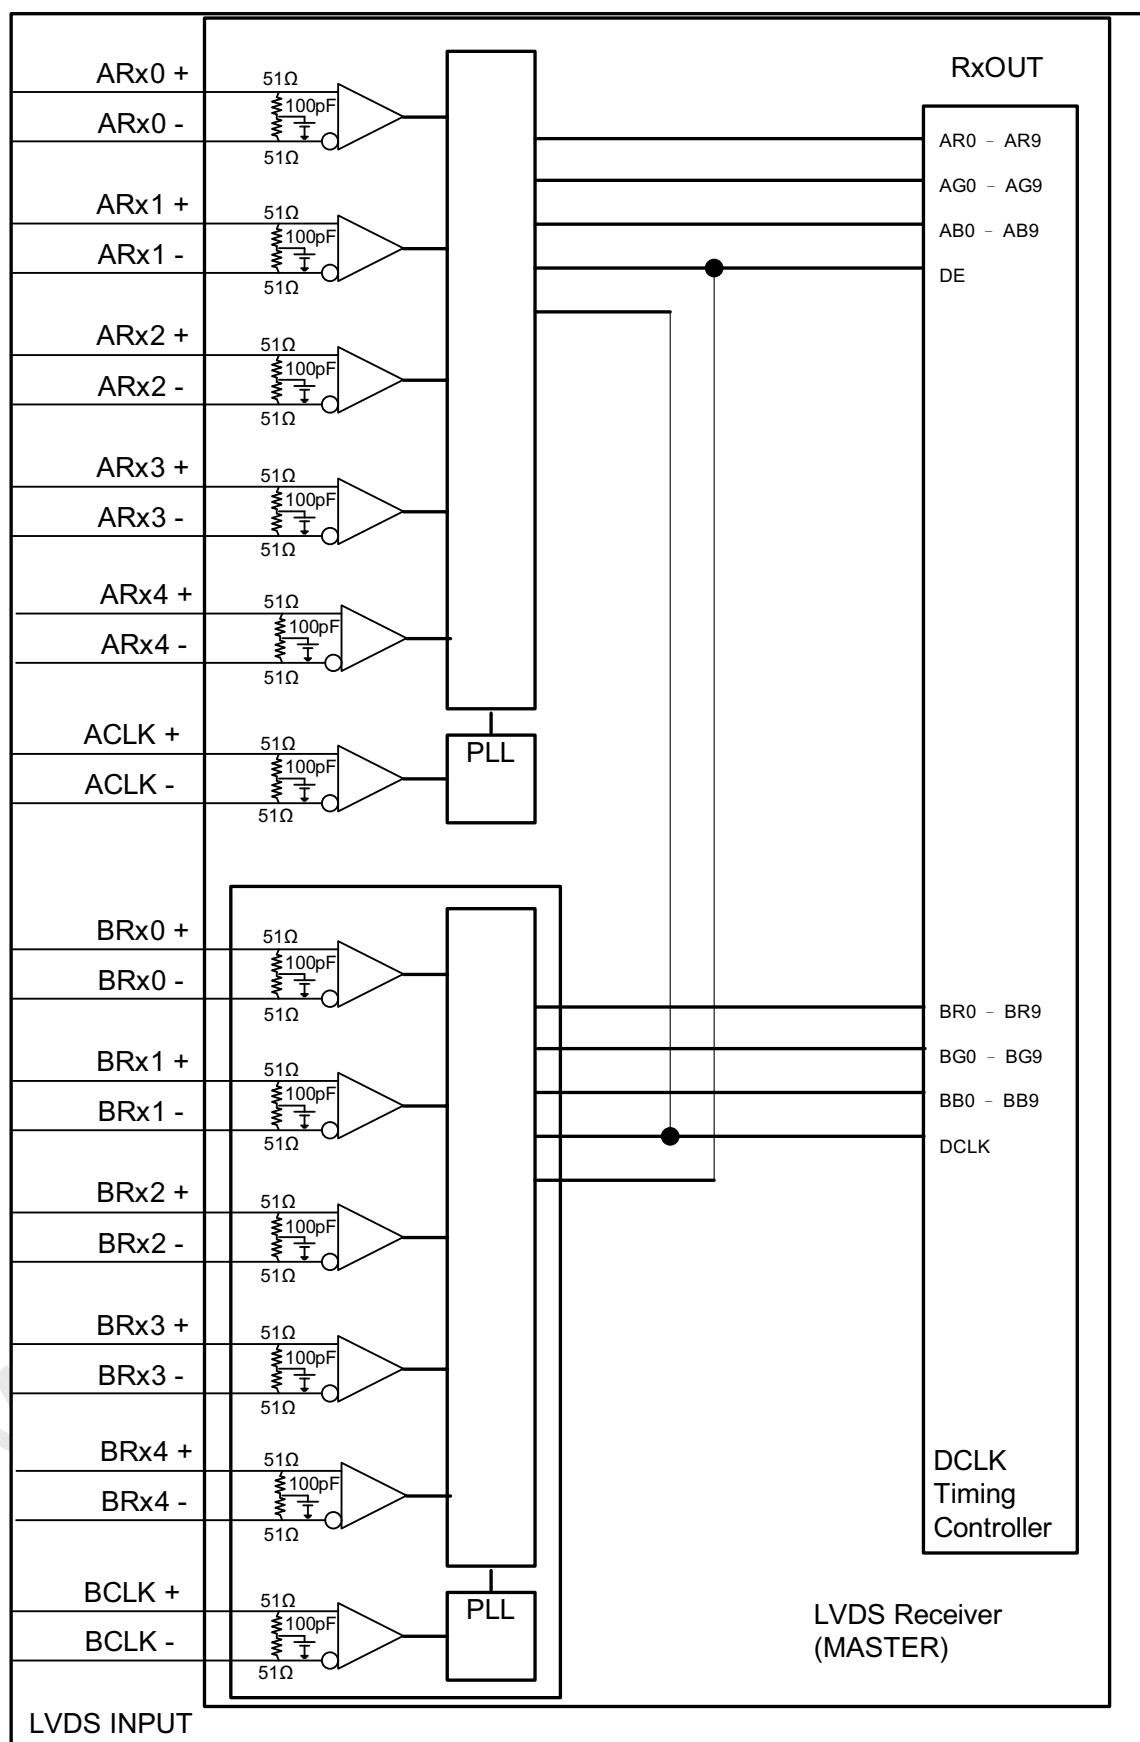 RxOUT
ARx0 +
51Ω
100pF
ARx0 -
51Ω
AR0 - AR9
AG0 - AG9
ARx1 +
51Ω
AB0 - AB9
100pF
ARx1 -
DE
51Ω
ARx2 +
51Ω
100pF
ARx2 -
51Ω
ARx3 +
51Ω
100pF
ARx3 -
51Ω
ARx4 +
51Ω
100pF
ARx4 -
51Ω
ACLK +
51Ω
PLL
100pF
ACLK -
51Ω
BRx0 +
51Ω
100pF
BRx0 -
51Ω
BR0 - BR9
BG0 - BG9
BRx1 +
51Ω
100pF
BB0 - BB9
BRx1 -
51Ω
DCLK
BRx2 +
51Ω
100pF
BRx2 -
51Ω
BRx3 +
51Ω
100pF
BRx3 -
51Ω
BRx4 +
51Ω
100pF
BRx4 -
51Ω
DCLK
Timing
Controller
BCLK +
51Ω
PLL
100pF
BCLK -
51Ω
LVDS Receiver
(MASTER)
LVDS INPUT